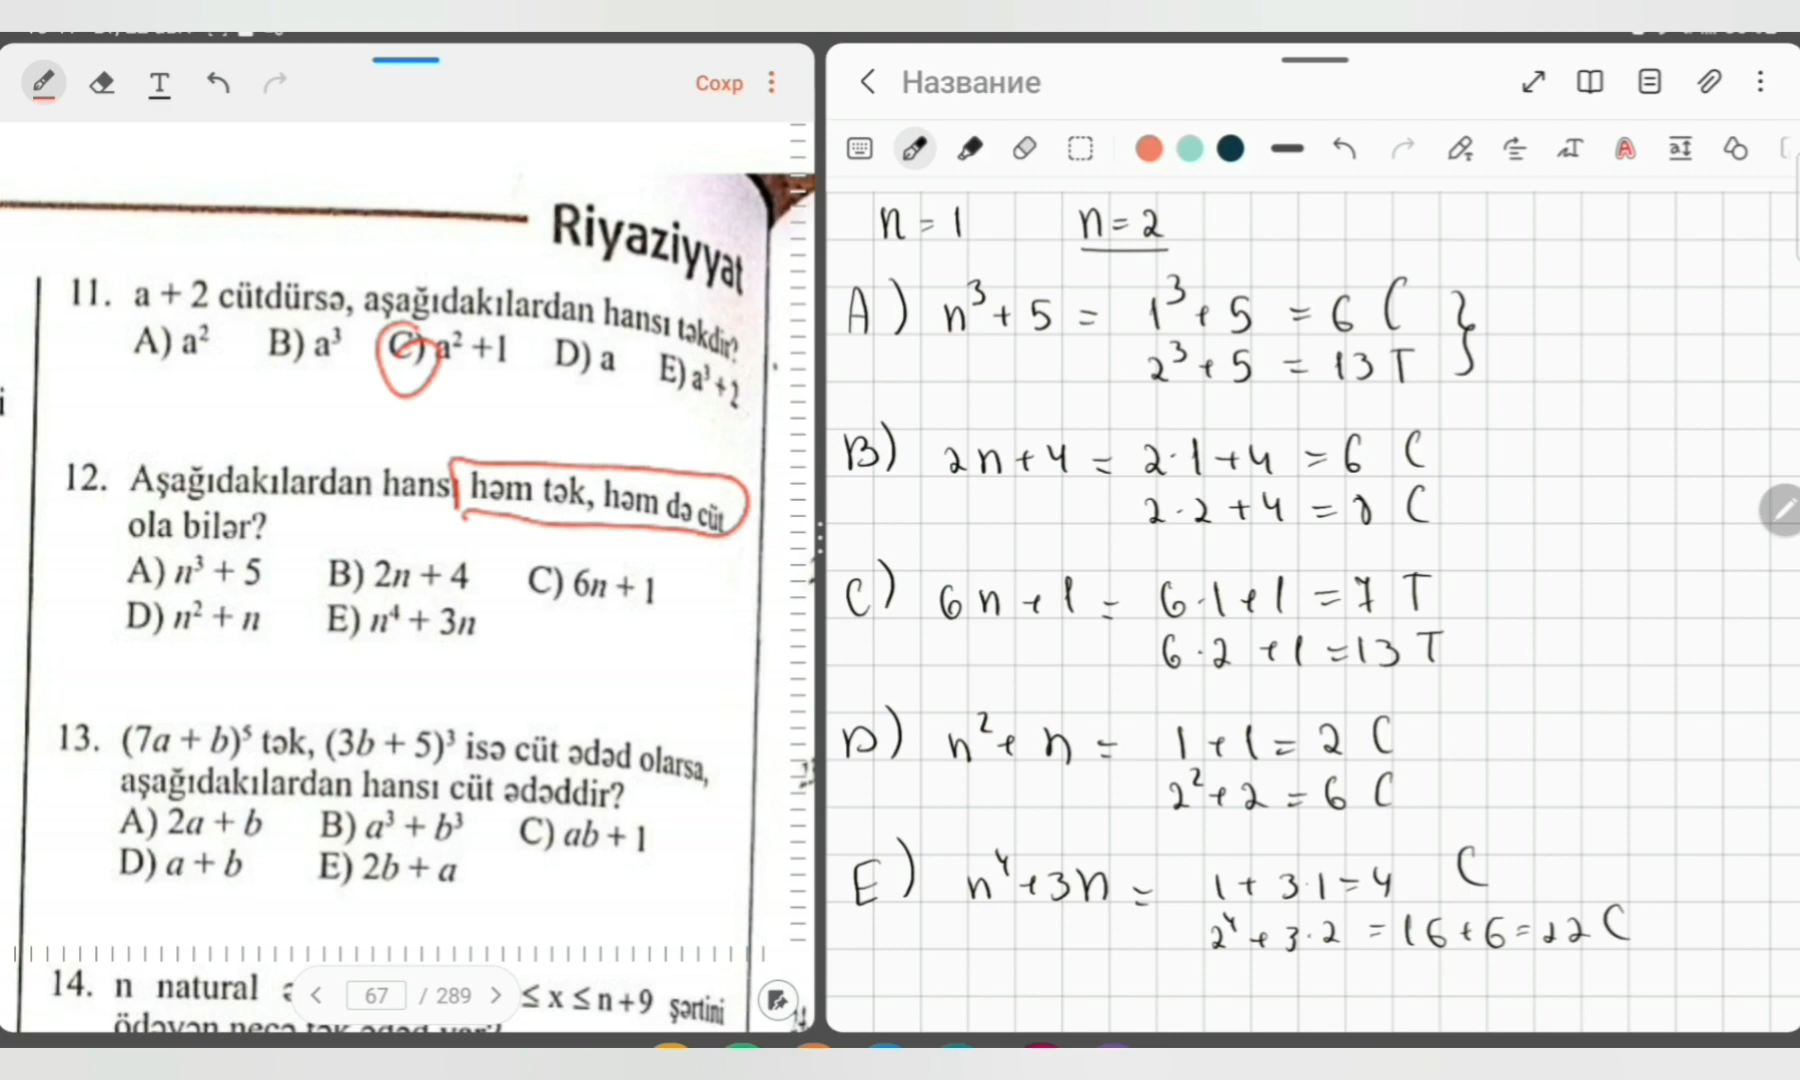 Сохр
Riyaziyyat
11. a + 2 cütdürsə, aşağıdakılardan hansı təkdir?
A) a² B) a³ C) a² +1 D) a E) a³ + 2
12. Aşağıdakılardan hansı həm tək, həm də cüt
ola bilər?
A) n³ + 5 B) 2n + 4 C) 6n + 1
D) n² + n E) n⁴ + 3n
13. (7a + b)⁵ tək, (3b + 5)³ isə cüt ədəd olarsa,
aşağıdakılardan hansı cüt ədəddir?
A) 2a + b B) a³ + b³ C) ab + 1
D) a + b E) 2b + a
14. n natural ≤ x ≤ n+9 şərtini
67 / 289
Название
n = 1 n = 2
A) n³ + 5 = 1³ + 5 = 6 C }
2³ + 5 = 13 T
B) 2n + 4 = 2·1 + 4 = 6 C
2·2 + 4 = 8 C
C) 6n + 1 = 6·1 + 1 = 7 T
6·2 + 1 = 13 T
D) n² + n = 1 + 1 = 2 C
2² + 2 = 6 C
E) n⁴ + 3n = 1 + 3·1 = 4 C
2⁴ + 3·2 = 16 + 6 = 22 C